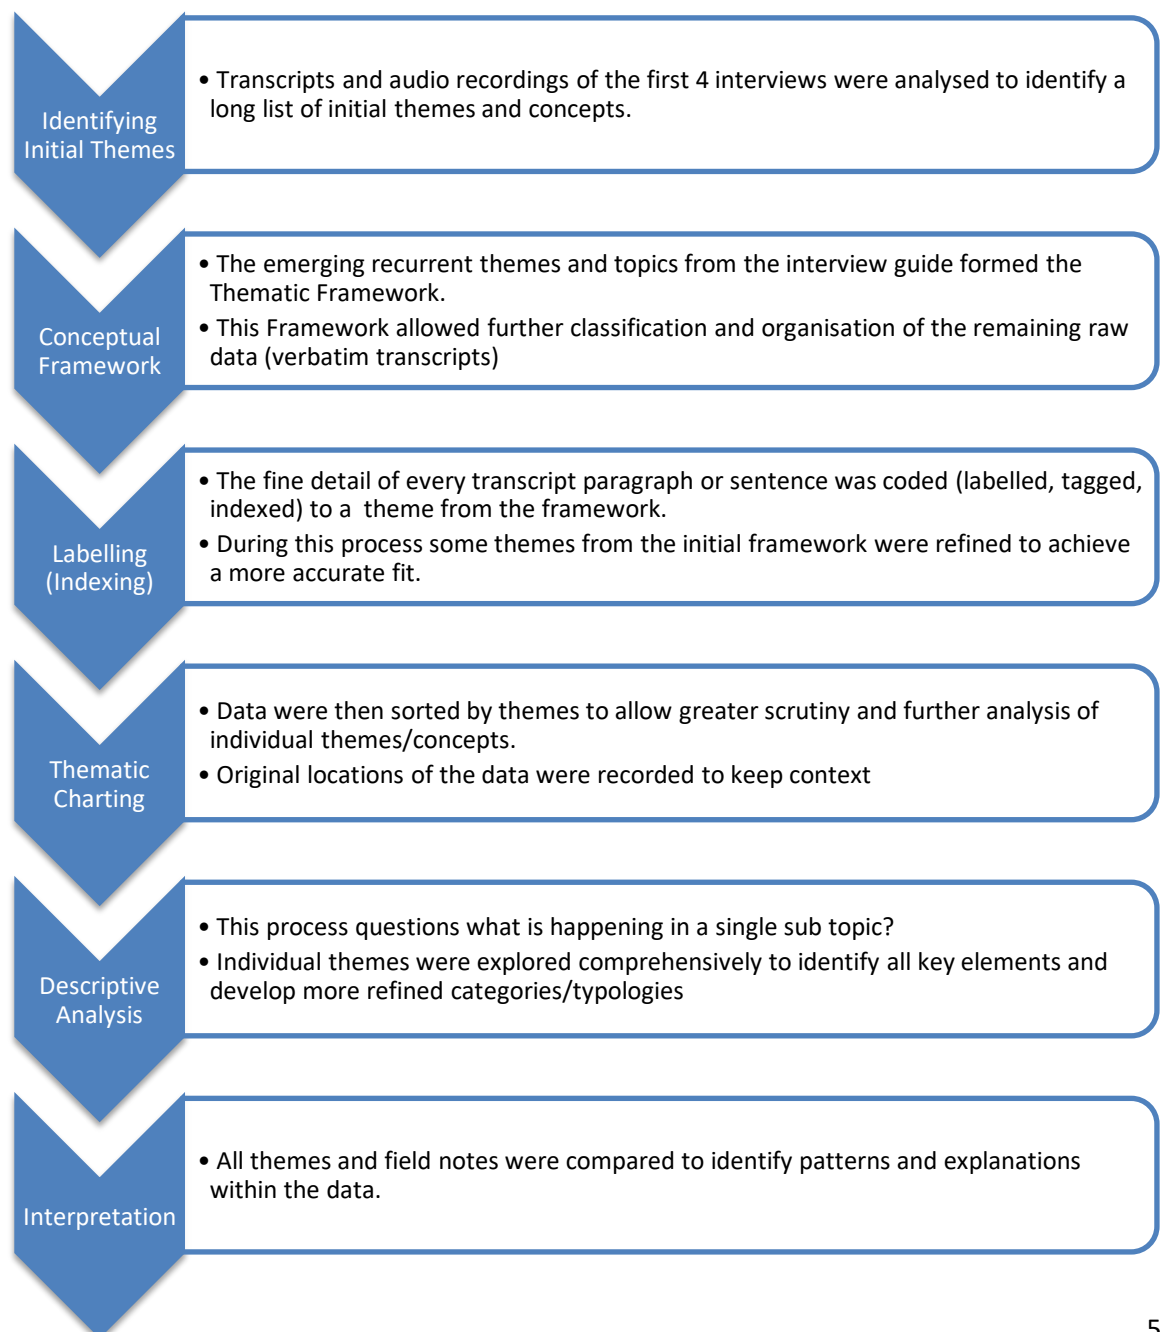 Identifying
Initial Themes
• Transcripts and audio recordings of the first 4 interviews were analysed to identify a
long list of initial themes and concepts.
Conceptual
Framework
• The emerging recurrent themes and topics from the interview guide formed the
Thematic Framework.
• This Framework allowed further classification and organisation of the remaining raw
data (verbatim transcripts)
Labelling
(Indexing)
• The fine detail of every transcript paragraph or sentence was coded (labelled, tagged,
indexed) to a  theme from the framework.
• During this process some themes from the initial framework were refined to achieve
a more accurate fit.
Thematic
Charting
• Data were then sorted by themes to allow greater scrutiny and further analysis of
individual themes/concepts.
• Original locations of the data were recorded to keep context
Descriptive
Analysis
• This process questions what is happening in a single sub topic?
• Individual themes were explored comprehensively to identify all key elements and
develop more refined categories/typologies
Interpretation
• All themes and field notes were compared to identify patterns and explanations
within the data.
5